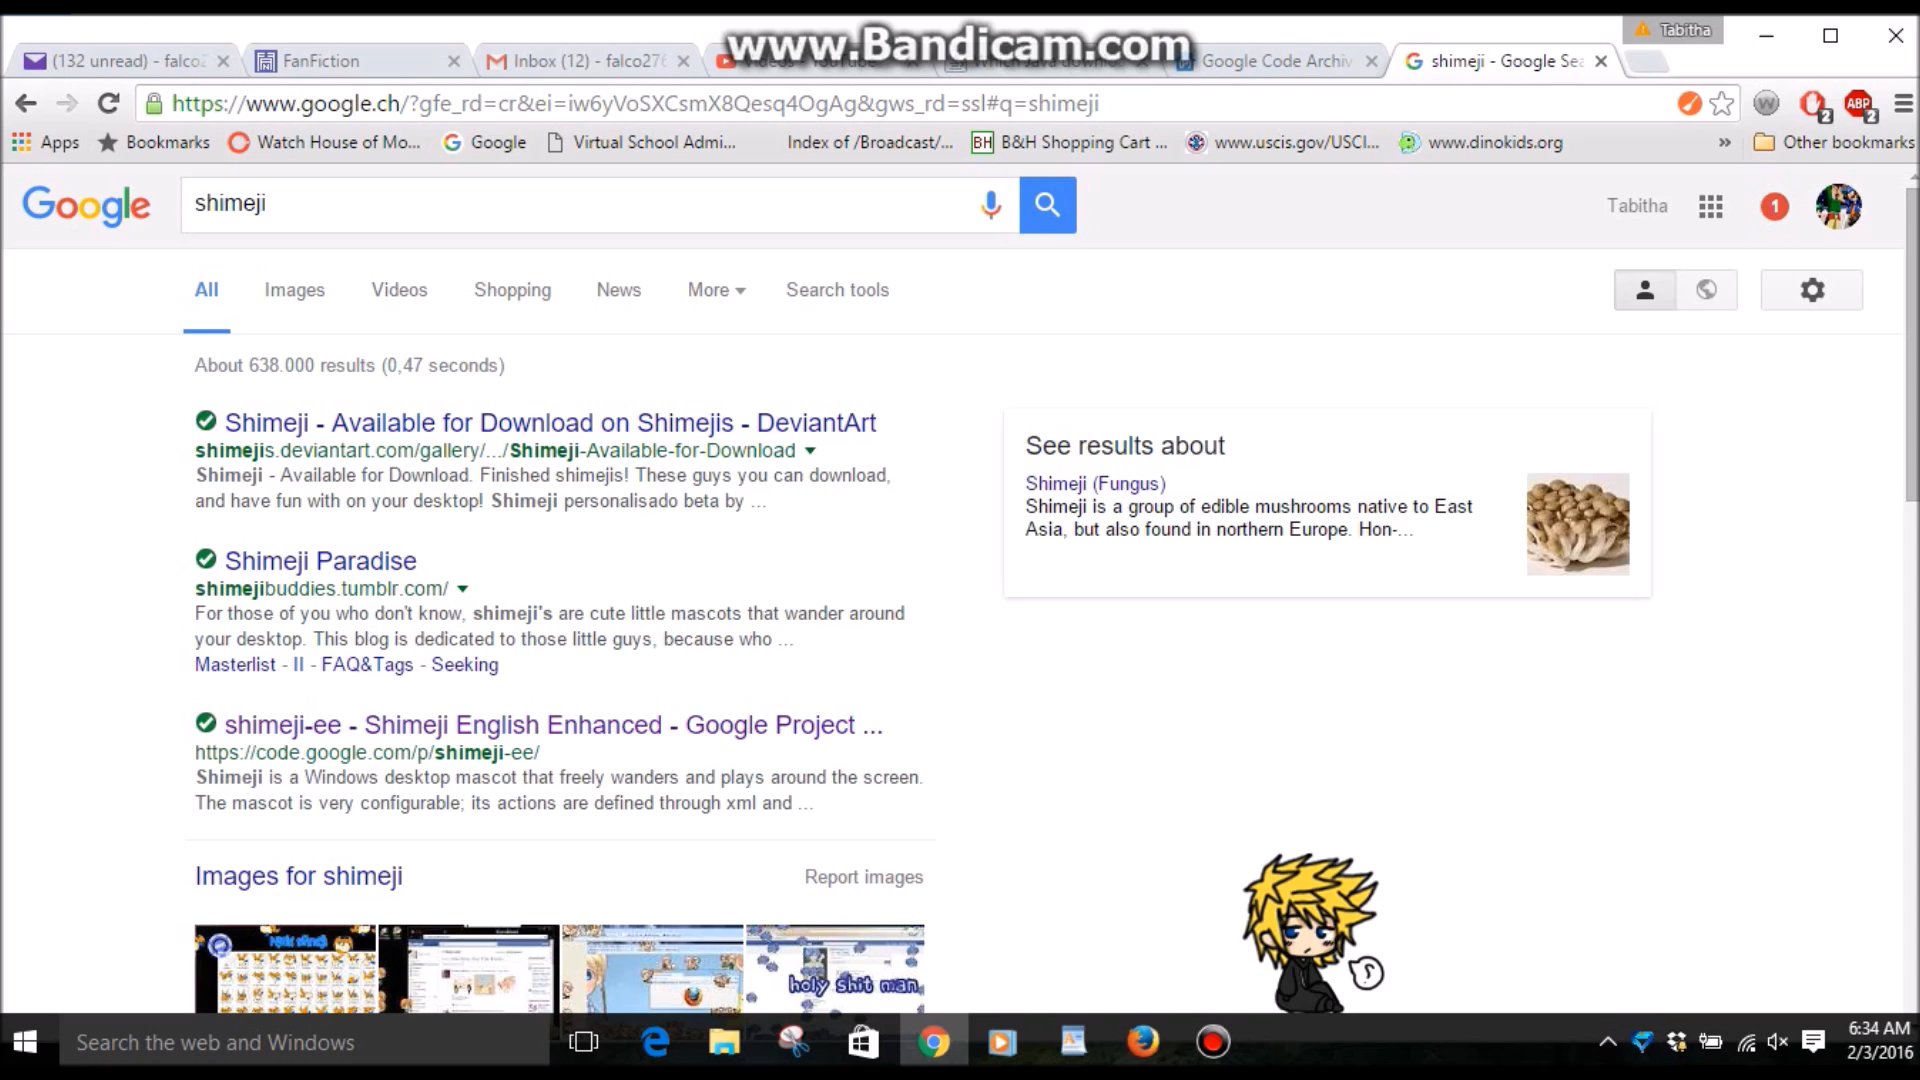 www.Bandicam.com
Tabitha
(132 unread) - falco2
FanFiction
Inbox (12) - falco276
Google Code Archiv
shimeji - Google Sea
https://www.google.ch/?gfe_rd=cr&ei=iw6yVoSXCsmX8Qesq4OgAg&gws_rd=ssl#q=shimeji
ABP
2
2
Apps
Bookmarks
Watch House of Mo...
Google
Virtual School Admi...
Index of /Broadcast/...
BH
B&H Shopping Cart ...
www.uscis.gov/USCI...
www.dinokids.org
»
Other bookmarks
Google
shimeji
Tabitha
1
All
Images
Videos
Shopping
News
More
Search tools
About 638.000 results (0,47 seconds)
Shimeji - Available for Download on Shimejis - DeviantArt
shimejis.deviantart.com/gallery/.../Shimeji-Available-for-Download
Shimeji - Available for Download. Finished shimejis! These guys you can download,
and have fun with on your desktop! Shimeji personalisado beta by ...
See results about
Shimeji (Fungus)
Shimeji is a group of edible mushrooms native to East
Asia, but also found in northern Europe. Hon-...
Shimeji Paradise
shimejibuddies.tumblr.com/
For those of you who don't know, shimeji's are cute little mascots that wander around
your desktop. This blog is dedicated to those little guys, because who ...
Masterlist - II - FAQ&Tags - Seeking
shimeji-ee - Shimeji English Enhanced - Google Project ...
https://code.google.com/p/shimeji-ee/
Shimeji is a Windows desktop mascot that freely wanders and plays around the screen.
The mascot is very configurable; its actions are defined through xml and ...
Images for shimeji
Report images
holy shit man,
?
Search the web and Windows
6:34 AM
2/3/2016